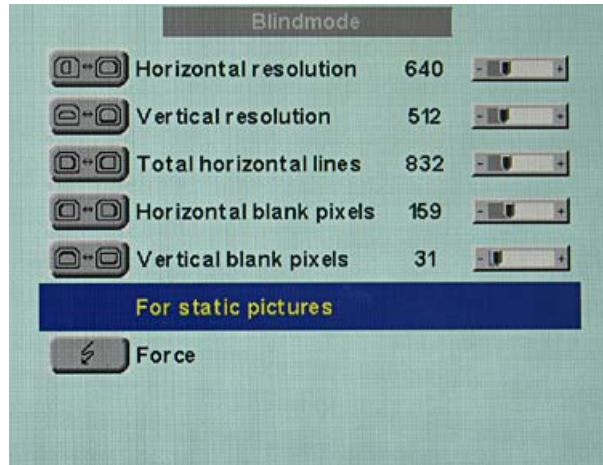 Blindmode
Horizontal resolution 640 - +
Vertical resolution 512 - +
Total horizontal lines 832 - +
Horizontal blank pixels 159 - +
Vertical blank pixels 31 - +
For static pictures
Force